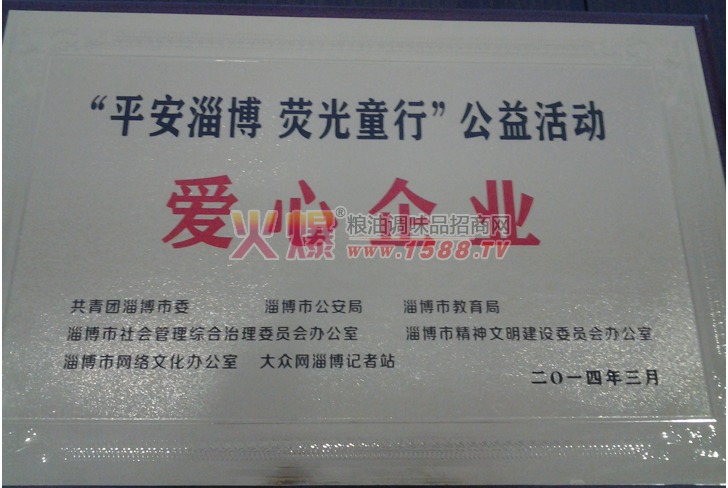 “平安淄博 荧光童行”公益活动
爱心企业
火爆®粮油调味品招商网
www.1588.TV
共青团淄博市委 淄博市公安局 淄博市教育局
淄博市社会管理综合治理委员会办公室 淄博市精神文明建设委员会办公室
淄博市网络文化办公室 大众网淄博记者站
二〇一四年三月